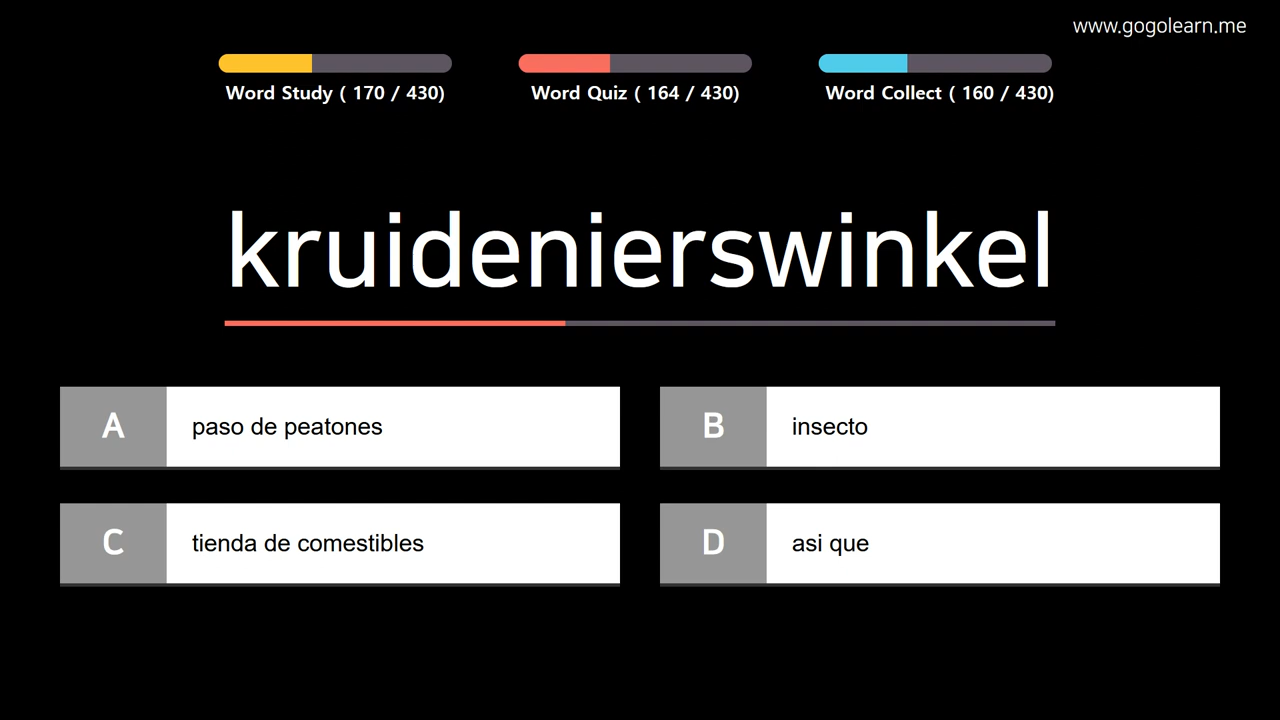 www.gogolearn.me
Word Study ( 170 / 430)
Word Quiz ( 164 / 430)
Word Collect ( 160 / 430)
kruidenierswinkel
A paso de peatones
B insecto
C tienda de comestibles
D asi que